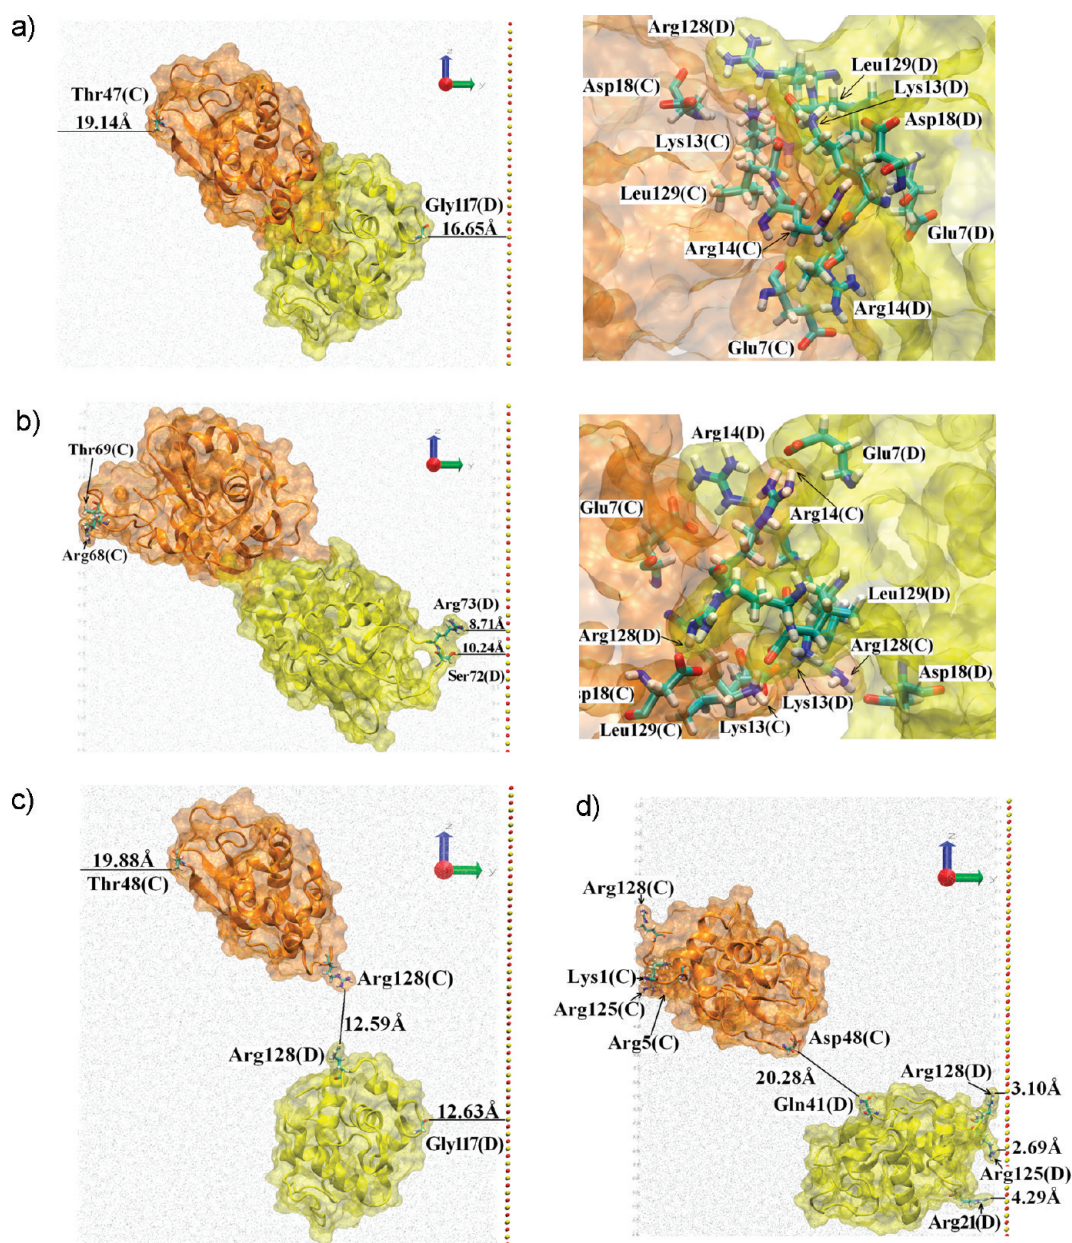 a)
z
y
Thr47(C)
19.14Å
Gly117(D)
16.65Å
Arg128(D)
Leu129(D)
Asp18(C)
Lys13(D)
Asp18(D)
Lys13(C)
Leu129(C)
Glu7(D)
Arg14(C)
Arg14(D)
Glu7(C)
b)
z
y
Thr69(C)
Arg68(C)
Arg73(D)
8.71Å
10.24Å
Ser72(D)
Arg14(D)
Glu7(D)
Glu7(C)
Arg14(C)
Leu129(D)
Arg128(D)
Arg128(C)
Asp18(D)
sp18(C)
Lys13(D)
Leu129(C)
Lys13(C)
c)
z
y
19.88Å
Thr48(C)
Arg128(C)
12.59Å
Arg128(D)
12.63Å
Gly117(D)
d)
z
y
Arg128(C)
Lys1(C)
Arg125(C)
Arg5(C)
Asp48(C)
20.28Å
Gln41(D)
Arg128(D)
3.10Å
2.69Å
Arg125(D)
4.29Å
Arg21(D)